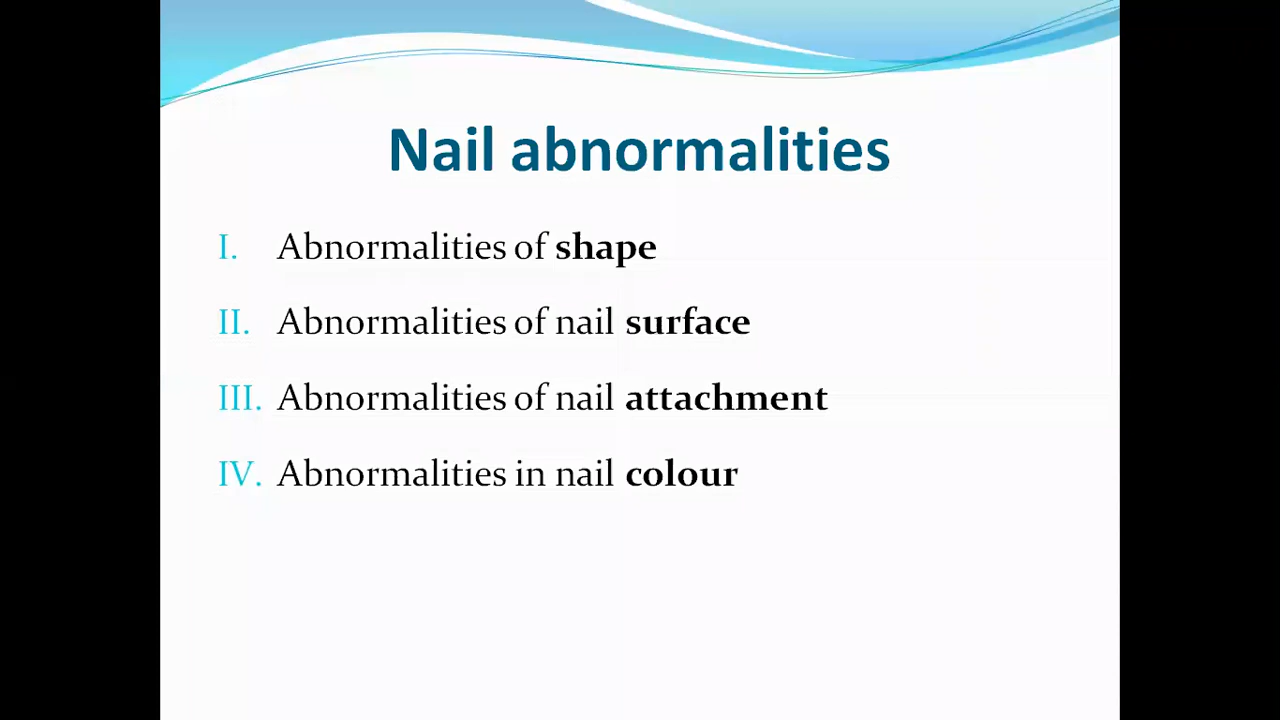 Nail abnormalities
I. Abnormalities of shape
II. Abnormalities of nail surface
III. Abnormalities of nail attachment
IV. Abnormalities in nail colour